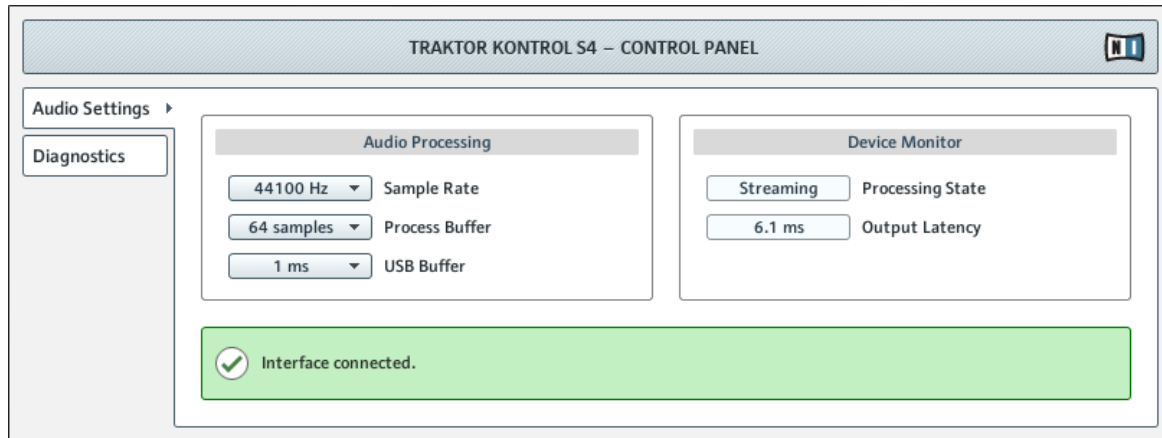 TRAKTOR KONTROL S4 – CONTROL PANEL
N I
Audio Settings
Diagnostics
Audio Processing
44100 Hz Sample Rate
64 samples Process Buffer
1 ms USB Buffer
Device Monitor
Streaming Processing State
6.1 ms Output Latency
Interface connected.